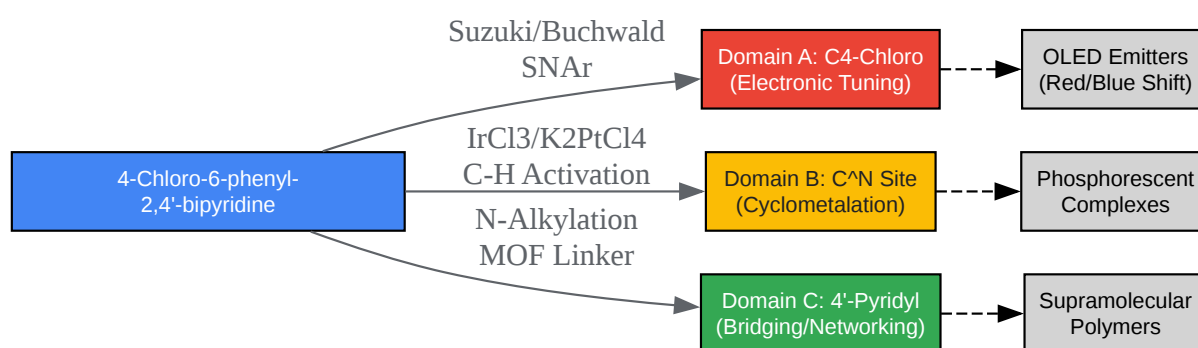 Suzuki/Buchwald
SNAr
Domain A: C4-Chloro
(Electronic Tuning)
OLED Emitters
(Red/Blue Shift)
4-Chloro-6-phenyl-
2,4'-bipyridine
IrCl3/K2PtCl4
C-H Activation
Domain B: C^N Site
(Cyclometalation)
Phosphorescent
Complexes
N-Alkylation
MOF Linker
Domain C: 4'-Pyridyl
(Bridging/Networking)
Supramolecular
Polymers